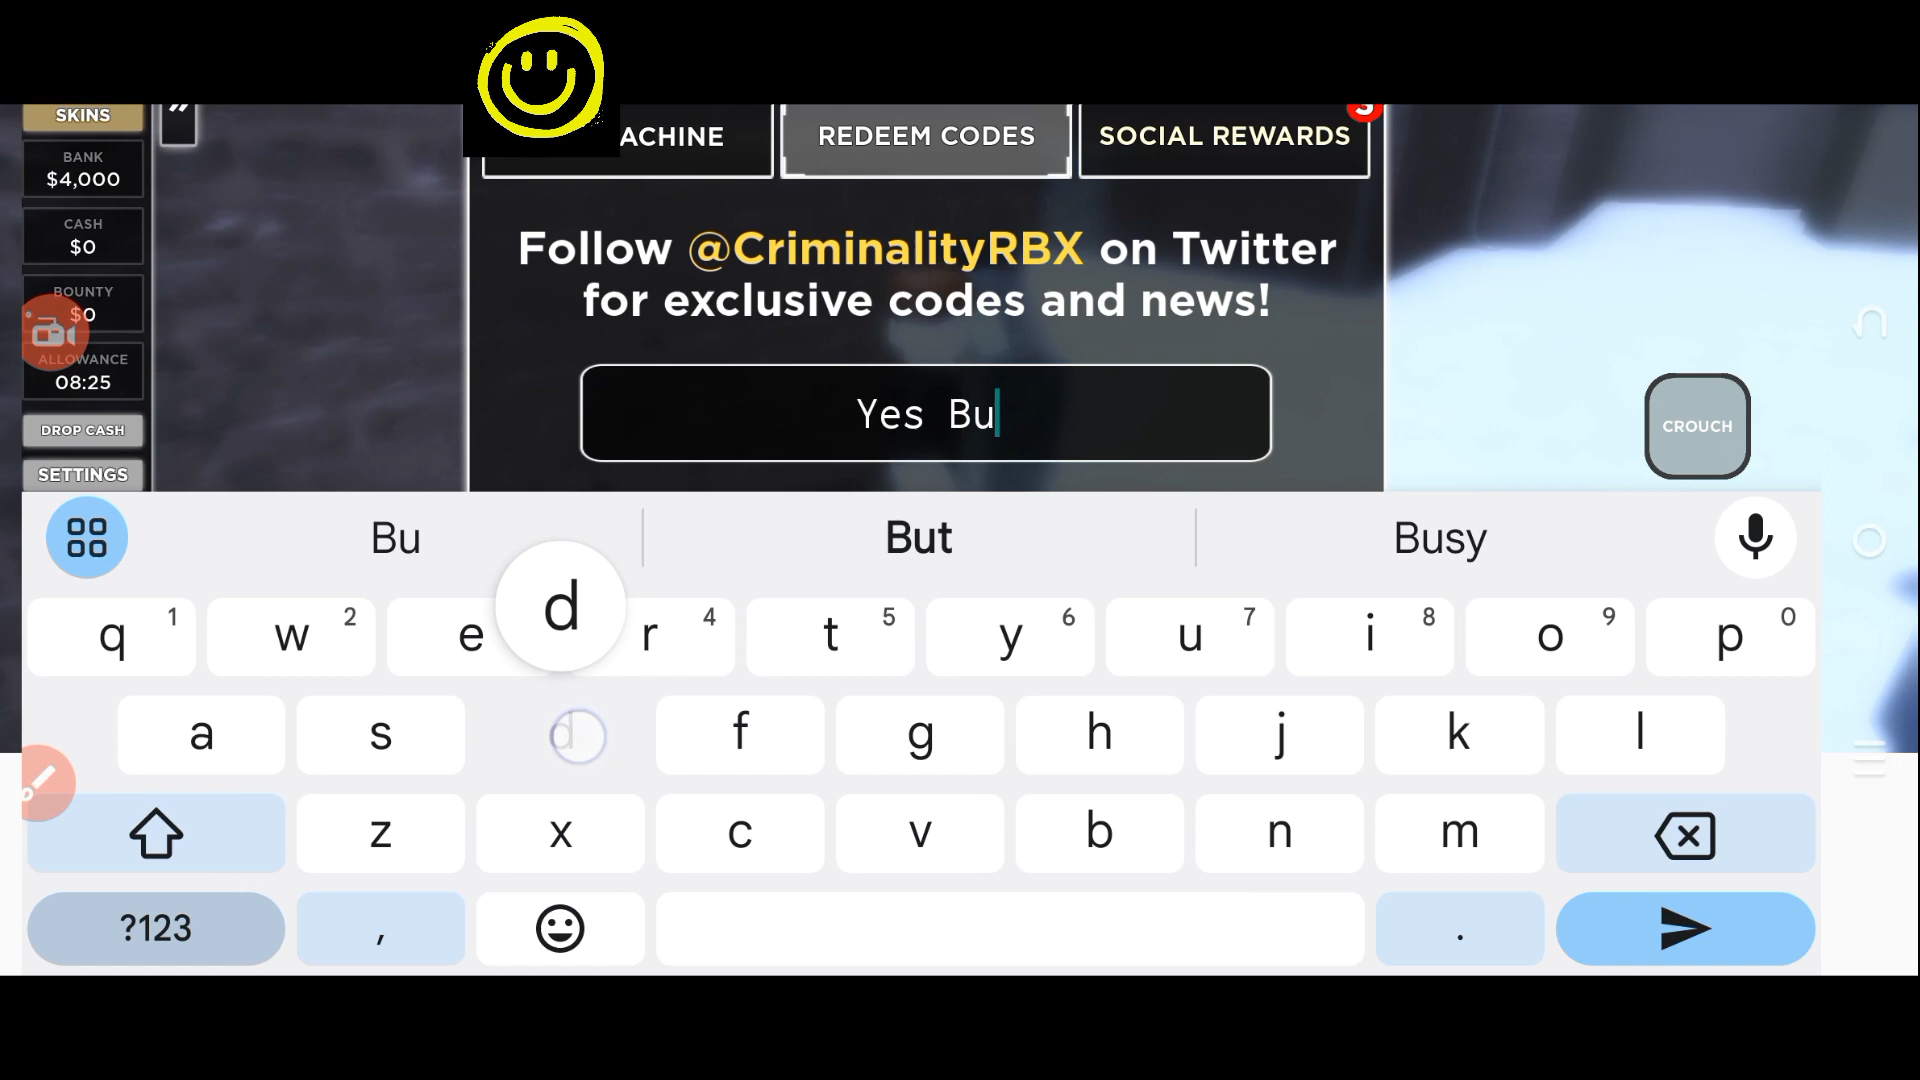 SKINS
BANK
$4,000
CASH
$0
BOUNTY
$0
ALLOWANCE
08:25
DROP CASH
SETTINGS
ACHINE
REDEEM CODES
SOCIAL REWARDS
Follow @CriminalityRBX on Twitter
for exclusive codes and news!
Yes Bu
CROUCH
Bu But Busy
d
q 1 w 2 e r 4 t 5 y 6 u 7 i 8 o 9 p 0
a s d f g h j k l
z x c v b n m
?123 , .